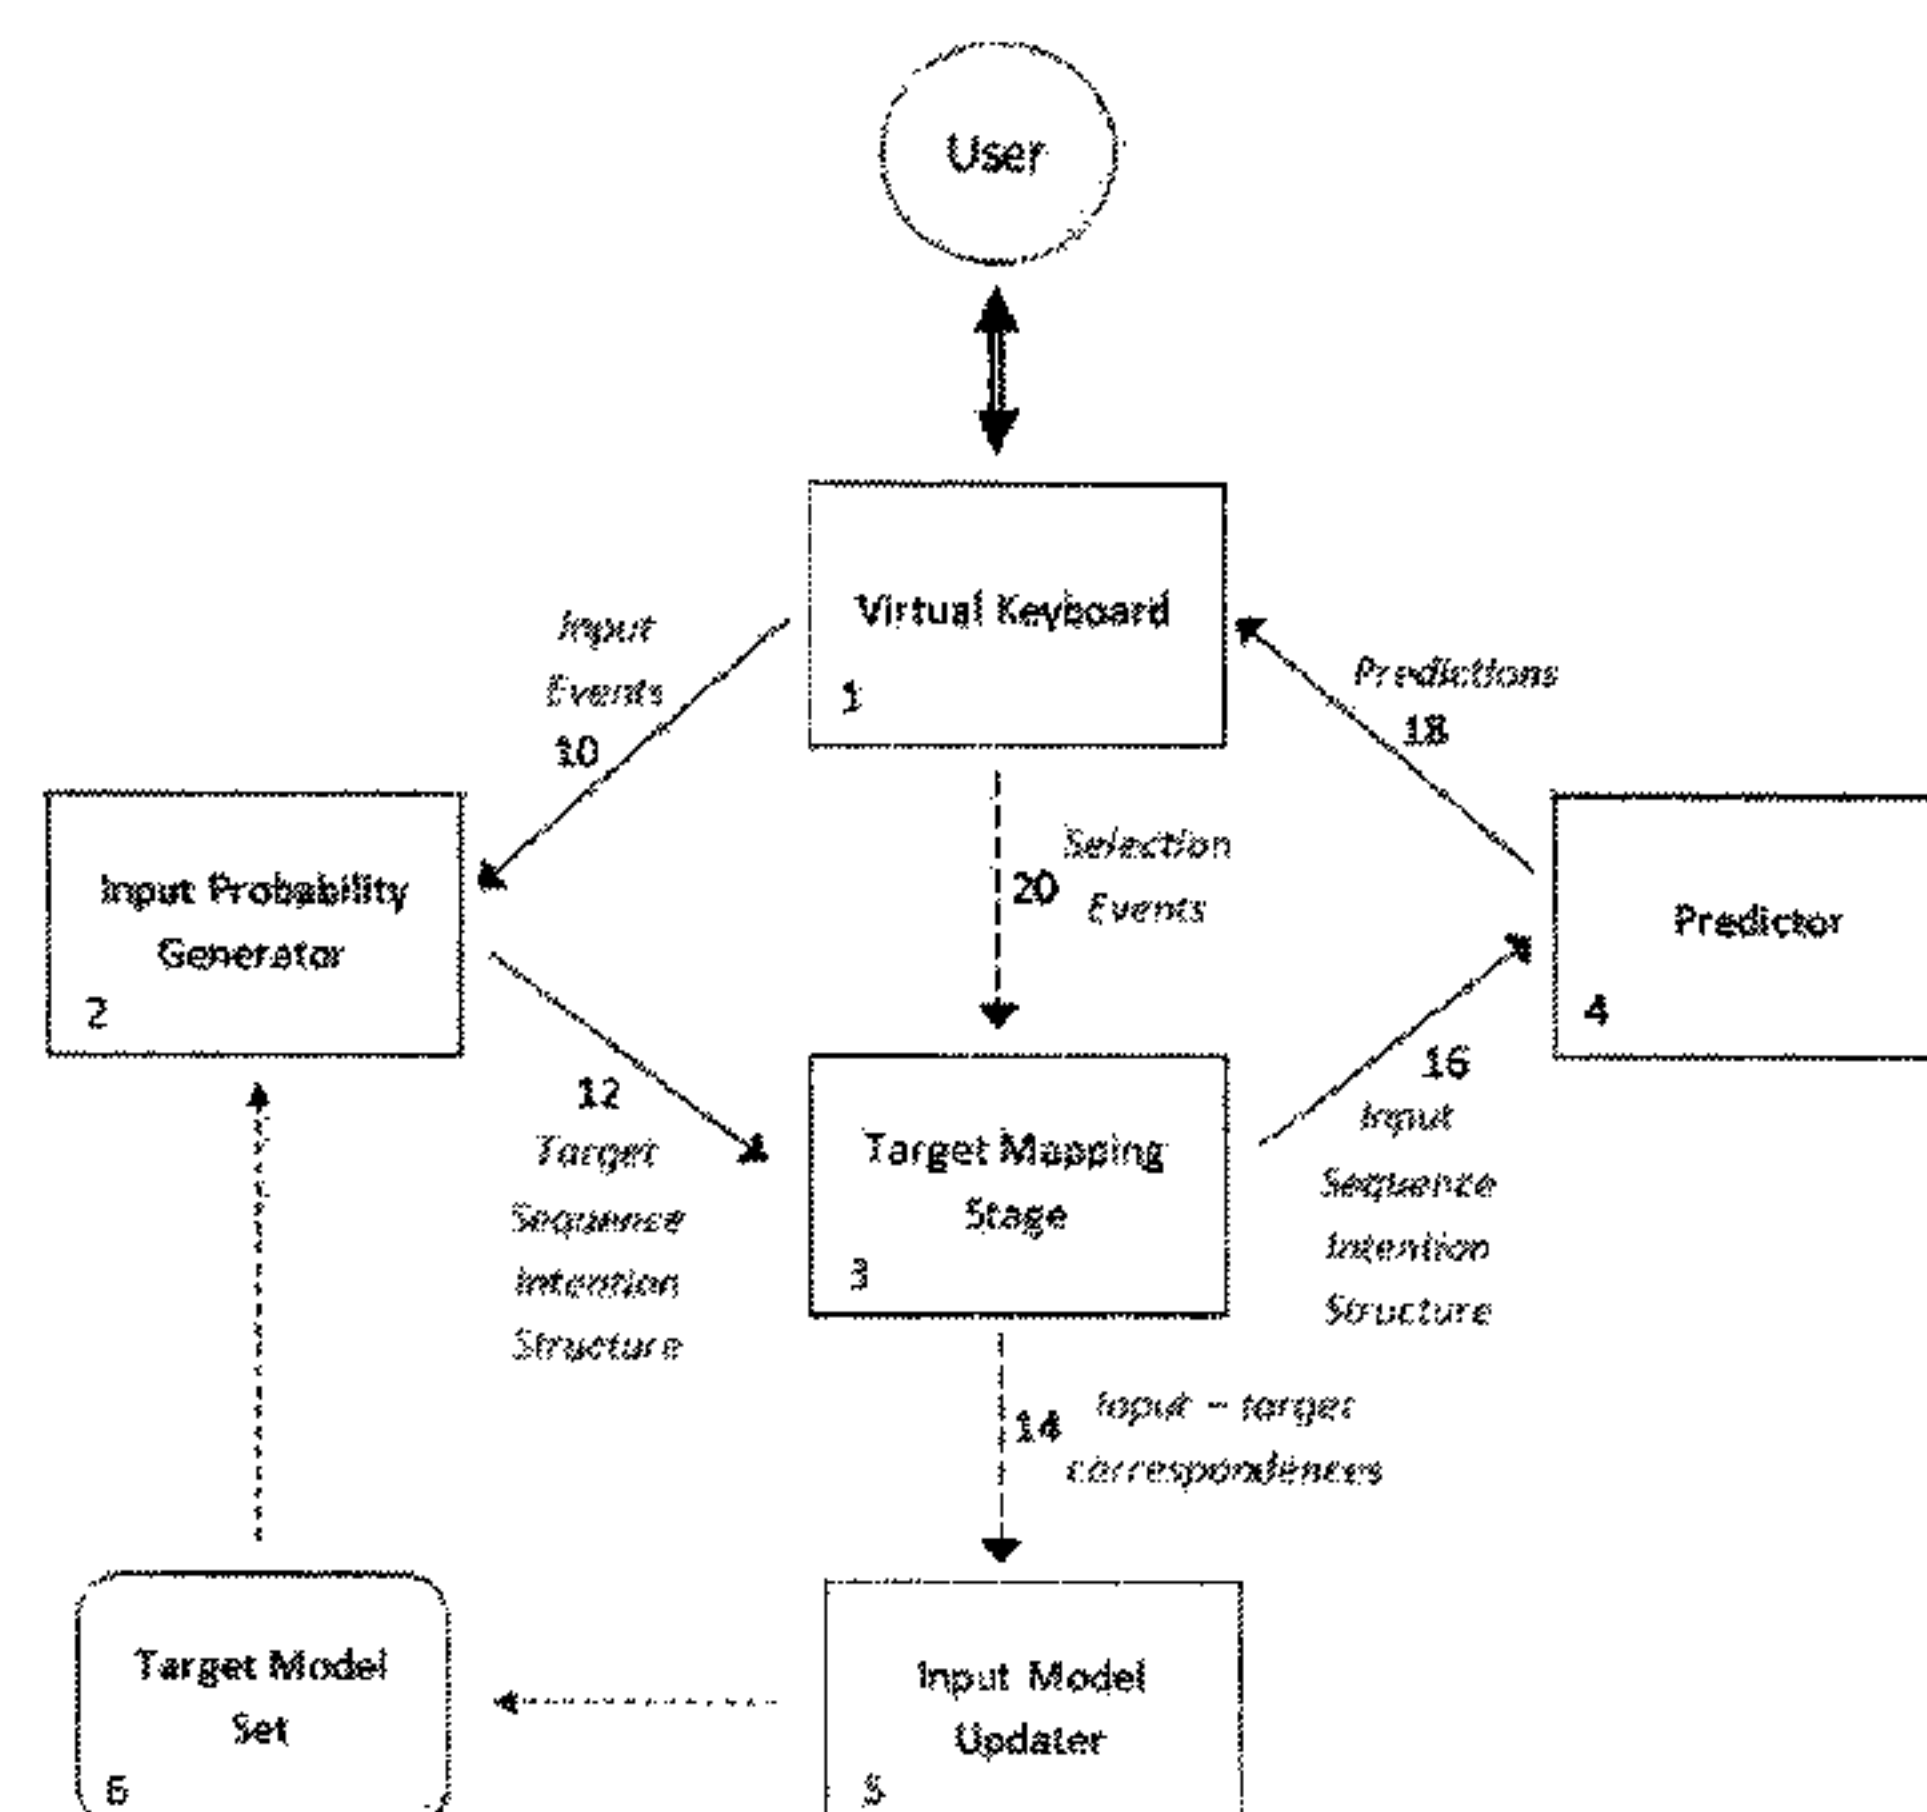 User
Virtual Keyboard
1
Input
Events
10
Predictions
18
Input Probability
Generator
2
20
Selection
Events
Predictor
4
12
Target
Sequence
Intention
Structure
Target Mapping
Stage
3
16
Input
Sequence
Intention
Structure
14
Input – target
correspondences
Target Model
Set
6
Input Model
Updater
5